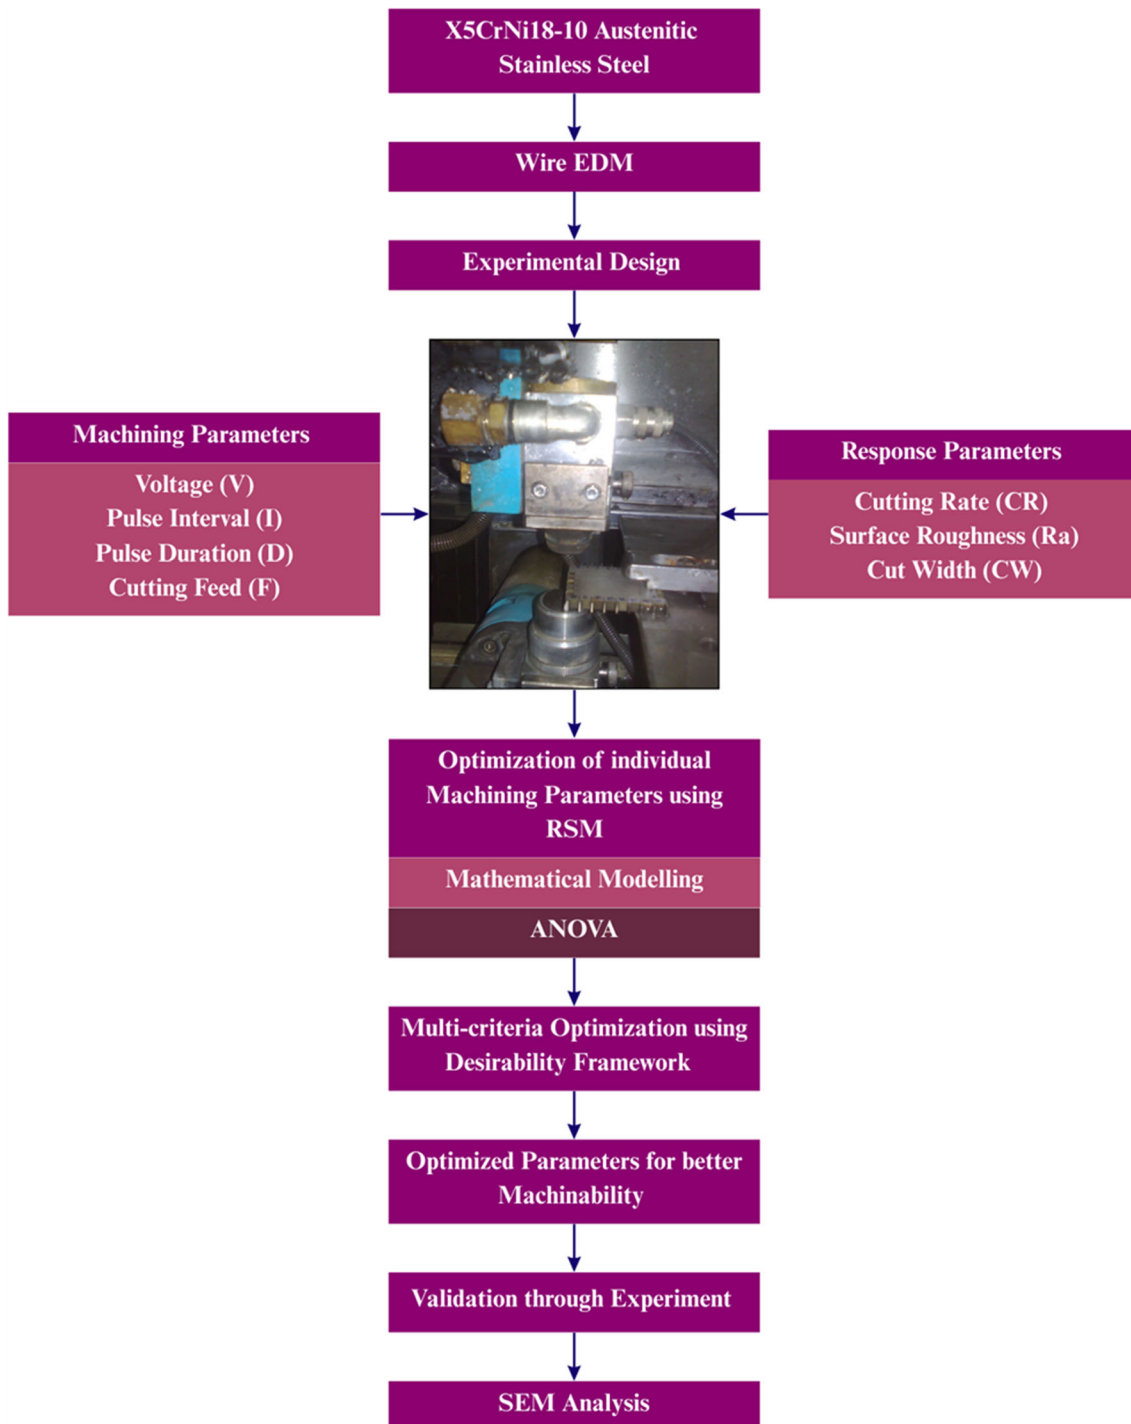 X5CrNi18-10 Austenitic
Stainless Steel
Wire EDM
Experimental Design
Machining Parameters
Voltage (V)
Pulse Interval (I)
Pulse Duration (D)
Cutting Feed (F)
Response Parameters
Cutting Rate (CR)
Surface Roughness (Ra)
Cut Width (CW)
Optimization of individual
Machining Parameters using
RSM
Mathematical Modelling
ANOVA
Multi-criteria Optimization using
Desirability Framework
Optimized Parameters for better
Machinability
Validation through Experiment
SEM Analysis